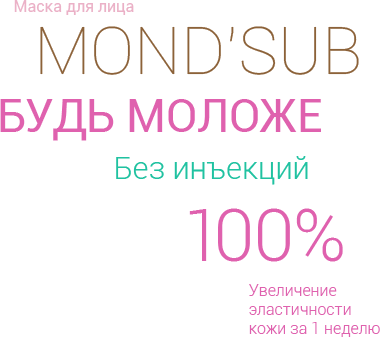 Маска для лица
MOND'SUB
БУДЬ МОЛОЖЕ
Без инъекций
100%
Увеличение
эластичности
кожи за 1 неделю